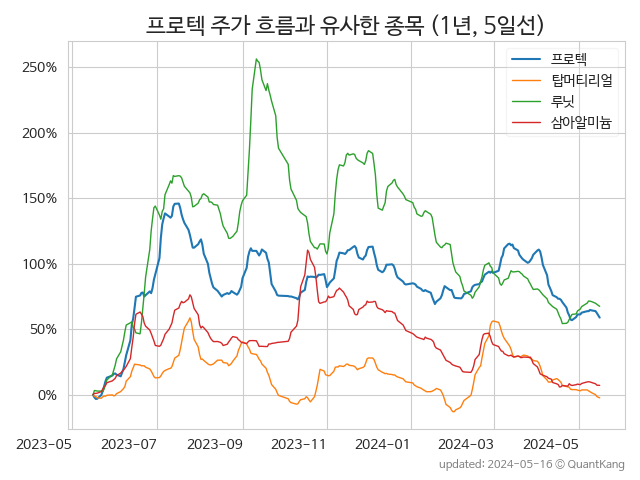 프로텍 주가 흐름과 유사한 종목 (1년, 5일선)
프로텍
탑머티리얼
루닛
삼아알미늄
250%
200%
150%
100%
50%
0%
2023-05
2023-07
2023-09
2023-11
2024-01
2024-03
2024-05
updated: 2024-05-16 © QuantKang